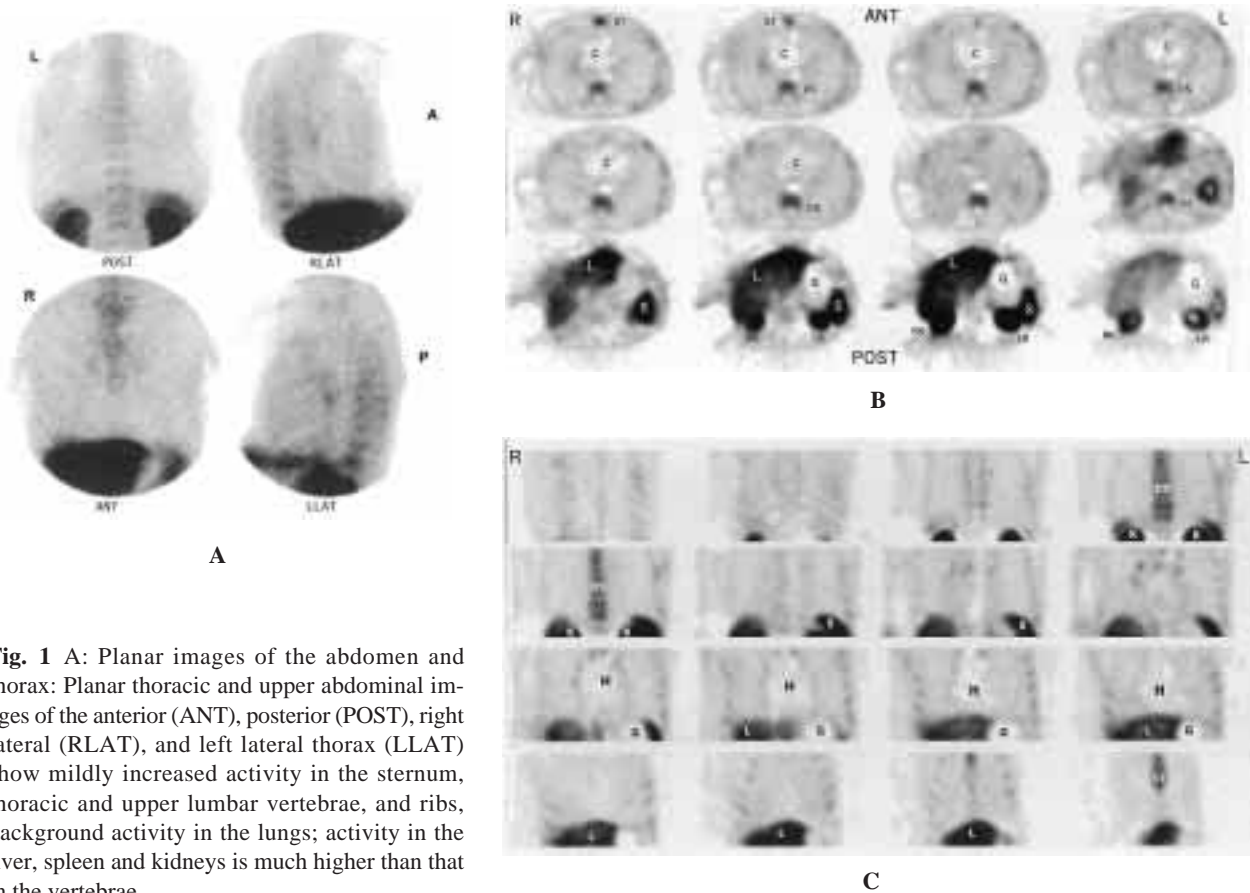 L
A
POST
RLAT
R
P
ANT
LLAT
A
R
ANT
L
C
C
C
C
C
L
L
G
L
G
G
POST
B
R
L
H
H
H
H
L
G
L
G
L
L
L
C
Fig. 1 A: Planar images of the abdomen and
thorax: Planar thoracic and upper abdominal im-
ages of the anterior (ANT), posterior (POST), right
lateral (RLAT), and left lateral thorax (LLAT)
show mildly increased activity in the sternum,
thoracic and upper lumbar vertebrae, and ribs,
background activity in the lungs; activity in the
liver, spleen and kidneys is much higher than that
in the vertebrae.